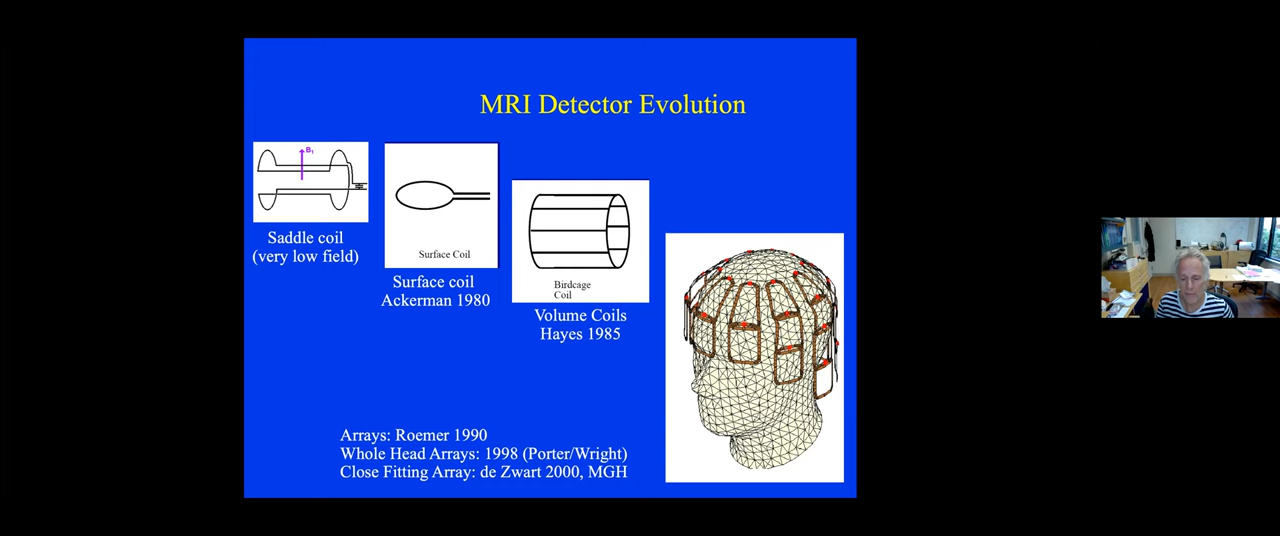 MRI Detector Evolution
B1
Saddle coil
(very low field)
Surface Coil
Surface coil
Ackerman 1980
Birdcage
Coil
Volume Coils
Hayes 1985
Arrays: Roemer 1990
Whole Head Arrays: 1998 (Porter/Wright)
Close Fitting Array: de Zwart 2000, MGH